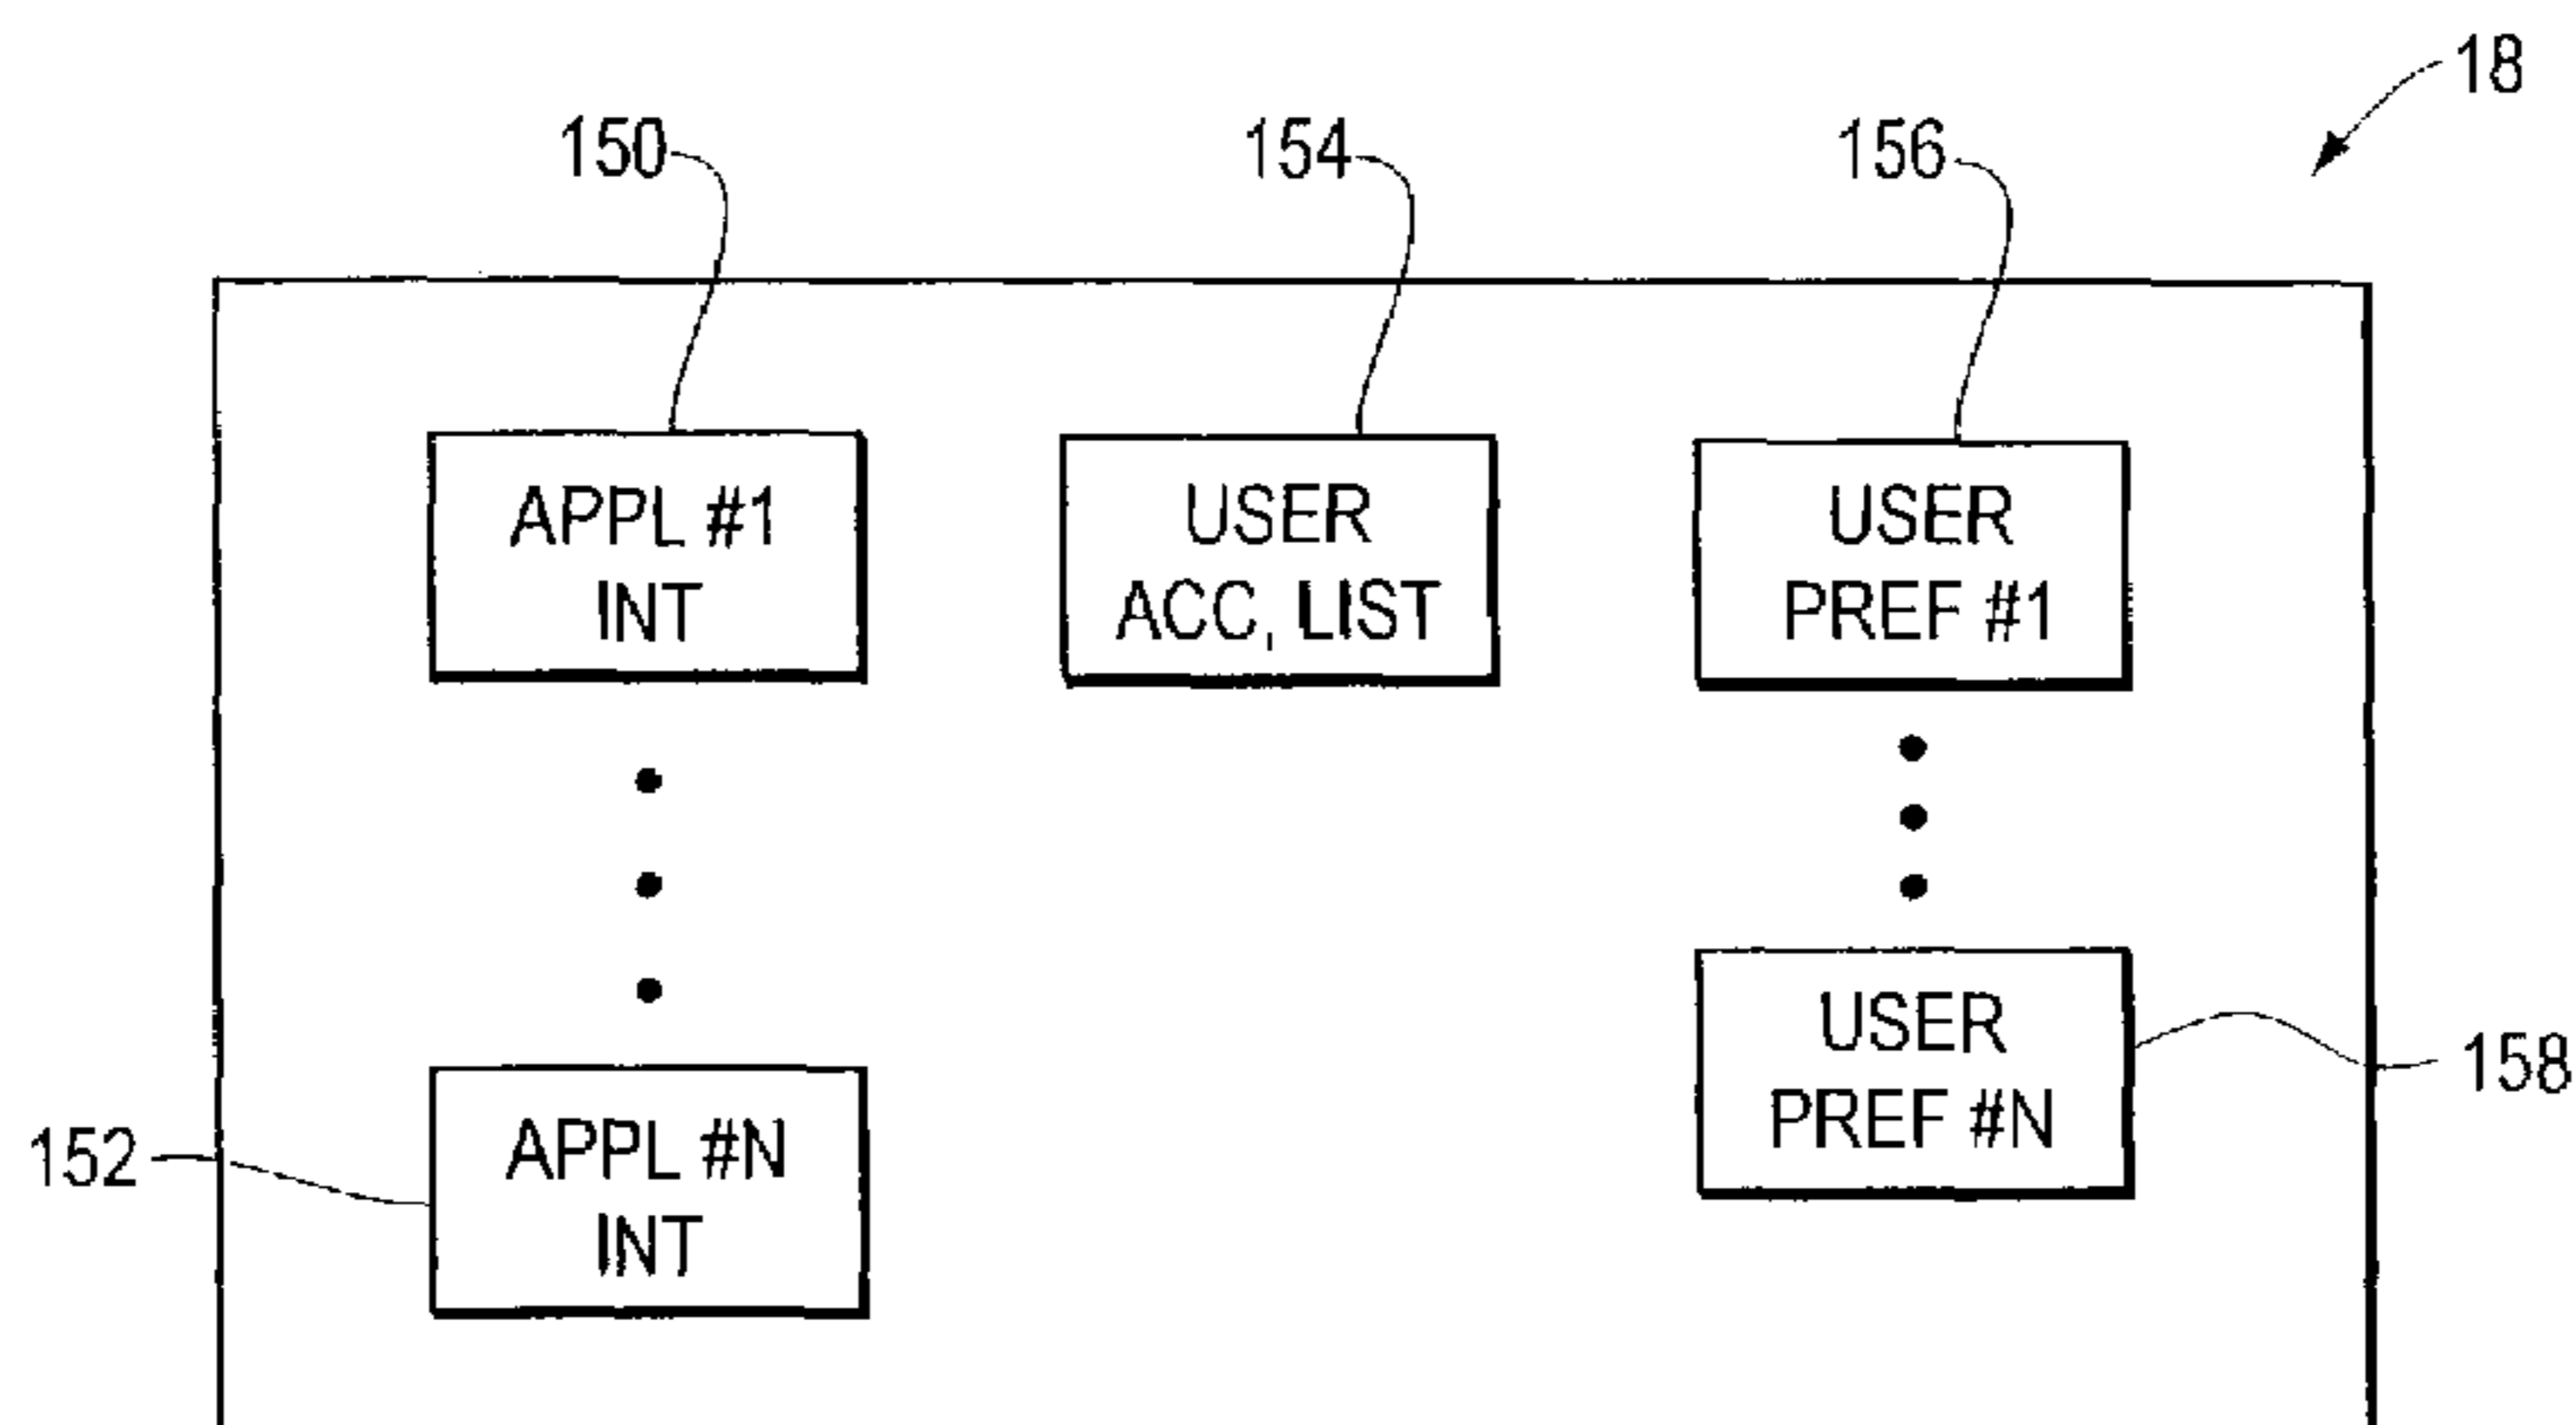 18
150
154
156
APPL #1
INT
USER
ACC, LIST
USER
PREF #1
USER
PREF #N
158
152
APPL #N
INT